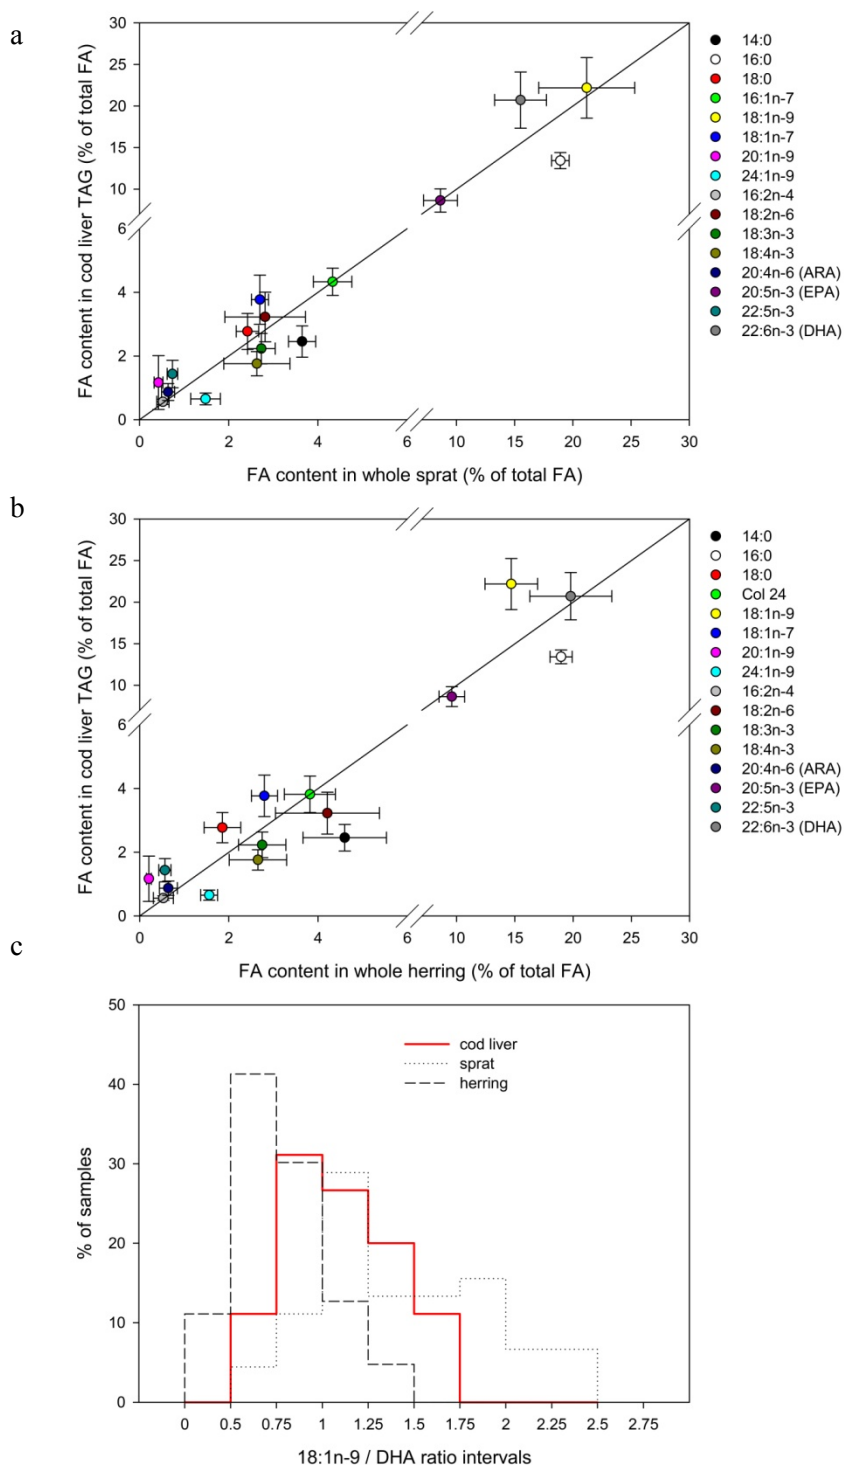 a
30
25
20
15
10
6
4
2
0
FA content in cod liver TAG (% of total FA)
0 2 4 6 10 15 20 25 30
FA content in whole sprat (% of total FA)
14:0
16:0
18:0
16:1n-7
18:1n-9
18:1n-7
20:1n-9
24:1n-9
16:2n-4
18:2n-6
18:3n-3
18:4n-3
20:4n-6 (ARA)
20:5n-3 (EPA)
22:5n-3
22:6n-3 (DHA)
b
30
25
20
15
10
6
4
2
0
FA content in cod liver TAG (% of total FA)
0 2 4 6 10 15 20 25 30
FA content in whole herring (% of total FA)
14:0
16:0
18:0
Col 24
18:1n-9
18:1n-7
20:1n-9
24:1n-9
16:2n-4
18:2n-6
18:3n-3
18:4n-3
20:4n-6 (ARA)
20:5n-3 (EPA)
22:5n-3
22:6n-3 (DHA)
c
50
40
30
20
10
0
% of samples
cod liver
sprat
herring
0 0.5 0.75 1 1.25 1.5 1.75 2 2.25 2.5 2.75
18:1n-9 / DHA ratio intervals